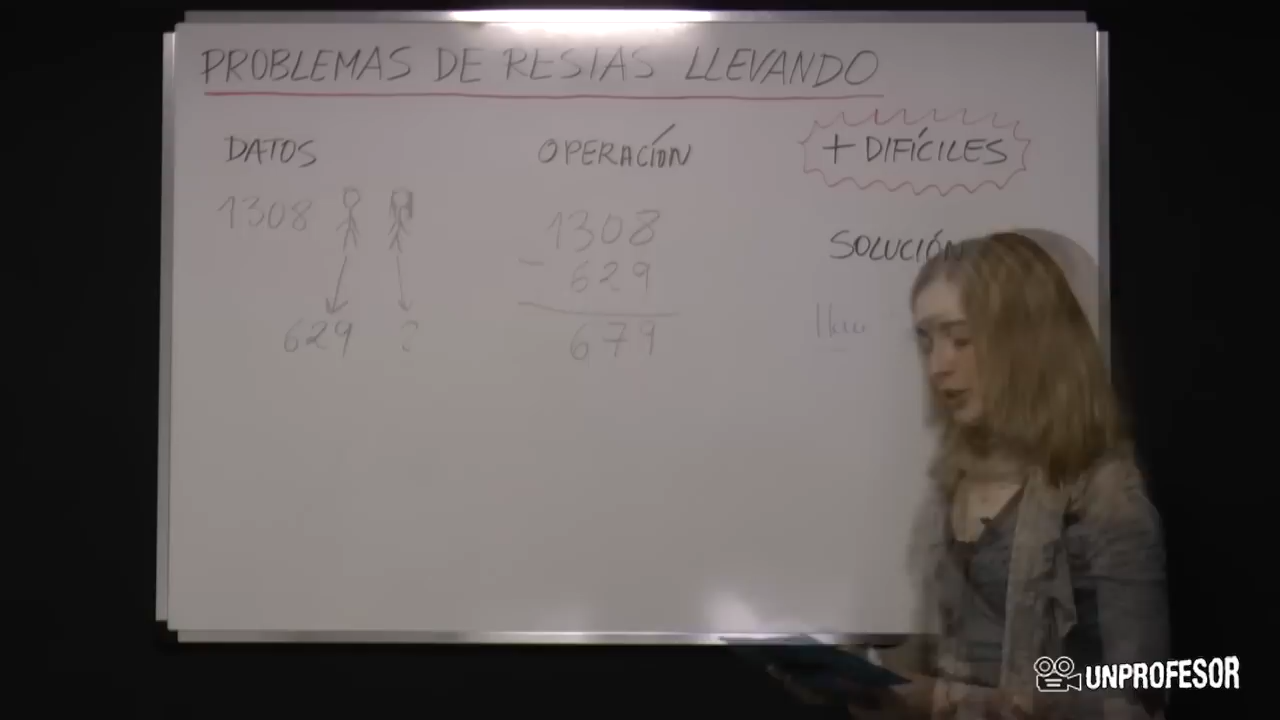 PROBLEMAS DE RESTAS LLEVANDO
DATOS
OPERACIÓN
+ DIFÍCILES
1308
1308
- 629
SOLUCIÓN
629 ?
679
UNPROFESOR